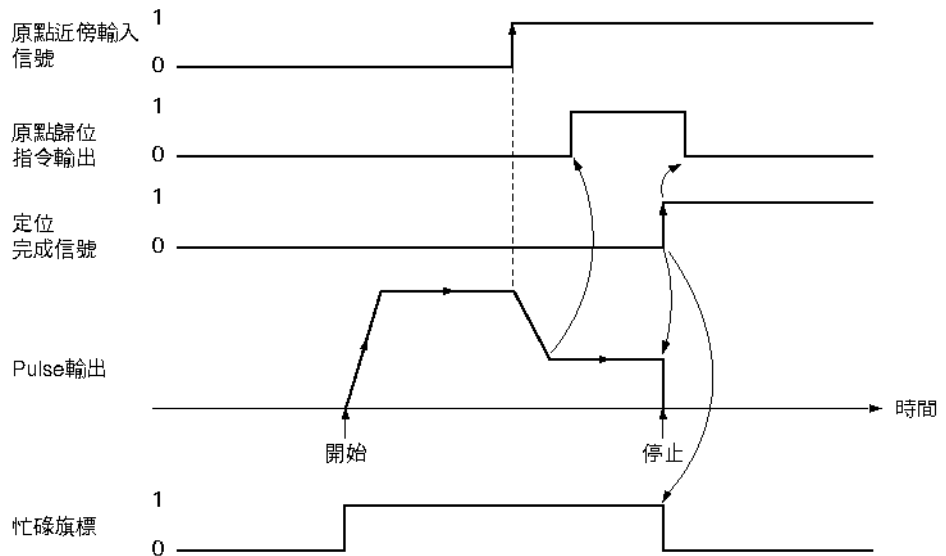 1
原點近傍輸入
信號
0
1
原點歸位
指令輸出
0
1
定位
完成信號
0
Pulse輸出
時間
開始
停止
1
忙碌旗標
0